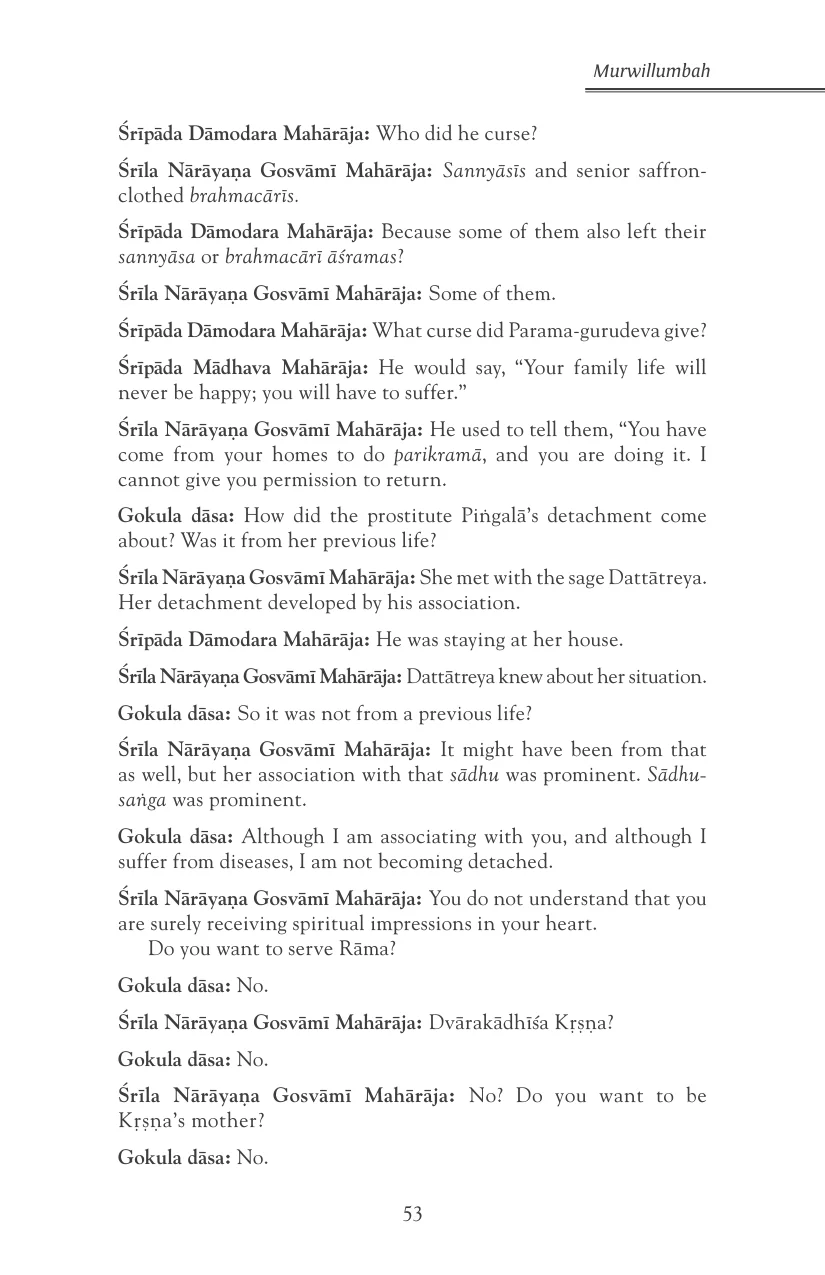 Murwillumbah
Śrīpāda Dāmodara Mahārāja: Who did he curse?
Śrīla Nārāyaṇa Gosvāmī Mahārāja: Sannyāsīs and senior saffron-
clothed brahmacārīs.
Śrīpāda Dāmodara Mahārāja: Because some of them also left their
sannyāsa or brahmacārī āśramas?
Śrīla Nārāyaṇa Gosvāmī Mahārāja: Some of them.
Śrīpāda Dāmodara Mahārāja: What curse did Parama-gurudeva give?
Śrīpāda Mādhava Mahārāja: He would say, “Your family life will
never be happy; you will have to suffer.”
Śrīla Nārāyaṇa Gosvāmī Mahārāja: He used to tell them, “You have
come from your homes to do parikramā, and you are doing it. I
cannot give you permission to return.
Gokula dāsa: How did the prostitute Piṅgalā’s detachment come
about? Was it from her previous life?
Śrīla Nārāyaṇa Gosvāmī Mahārāja: She met with the sage Dattātreya.
Her detachment developed by his association.
Śrīpāda Dāmodara Mahārāja: He was staying at her house.
Śrīla Nārāyaṇa Gosvāmī Mahārāja: Dattātreya knew about her situation.
Gokula dāsa: So it was not from a previous life?
Śrīla Nārāyaṇa Gosvāmī Mahārāja: It might have been from that
as well, but her association with that sādhu was prominent. Sādhu-
saṅga was prominent.
Gokula dāsa: Although I am associating with you, and although I
suffer from diseases, I am not becoming detached.
Śrīla Nārāyaṇa Gosvāmī Mahārāja: You do not understand that you
are surely receiving spiritual impressions in your heart.
Do you want to serve Rāma?
Gokula dāsa: No.
Śrīla Nārāyaṇa Gosvāmī Mahārāja: Dvārakādhīśa Kṛṣṇa?
Gokula dāsa: No.
Śrīla Nārāyaṇa Gosvāmī Mahārāja: No? Do you want to be
Kṛṣṇa’s mother?
Gokula dāsa: No.
53